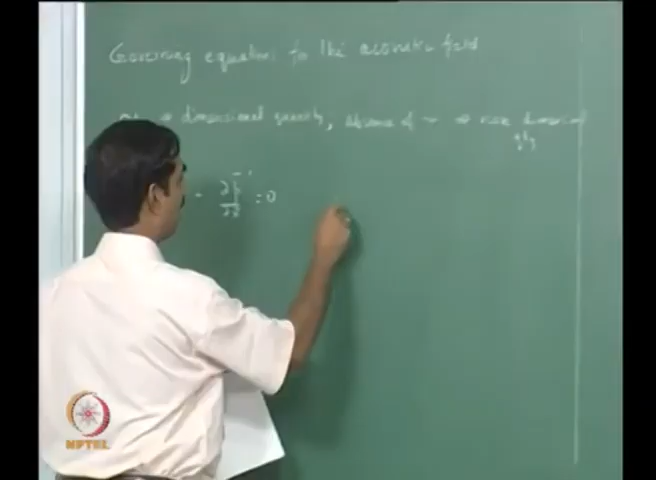 Governing equations for the acoustic field
dimensional quantity, Absence of ~ ⇒ non dimensional
qty
∂p̃' / ∂z̃ = 0
NPTEL